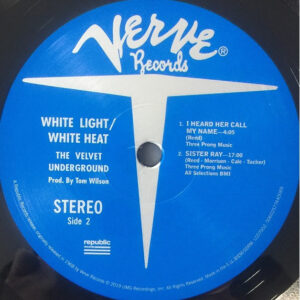 Verve®
Records
WHITE LIGHT/
WHITE HEAT
THE VELVET
UNDERGROUND
Prod. By Tom Wilson
STEREO
Side 2
republic
1. I HEARD HER CALL
MY NAME—4:05
(Reed)
Three Prong Music
2. SISTER RAY—17:00
(Reed - Morrison - Cale - Tucker)
Three Prong Music
All Selections BMI